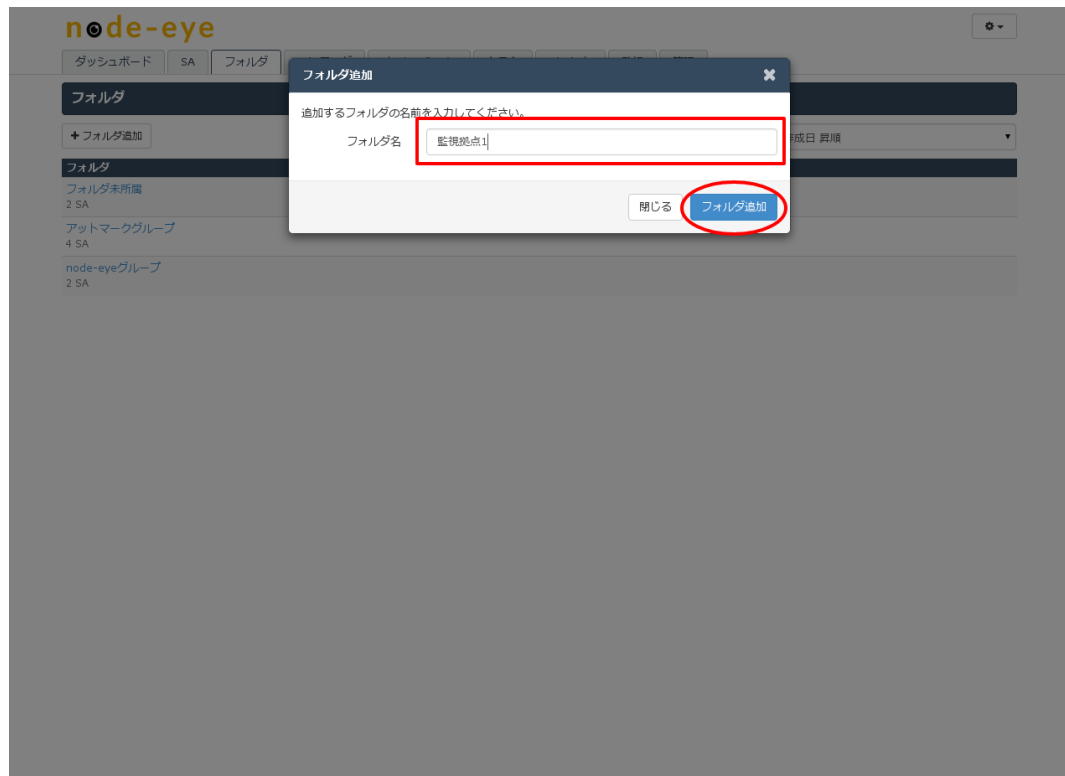 node-eye
ダッシュボード SA フォルダ
フォルダ追加
フォルダ
追加するフォルダの名前を入力してください。
フォルダ名 監視拠点1
フォルダ追加 成日 昇順
フォルダ
フォルダ未所属
2 SA
閉じる フォルダ追加
アットマークグループ
4 SA
node-eyeグループ
2 SA